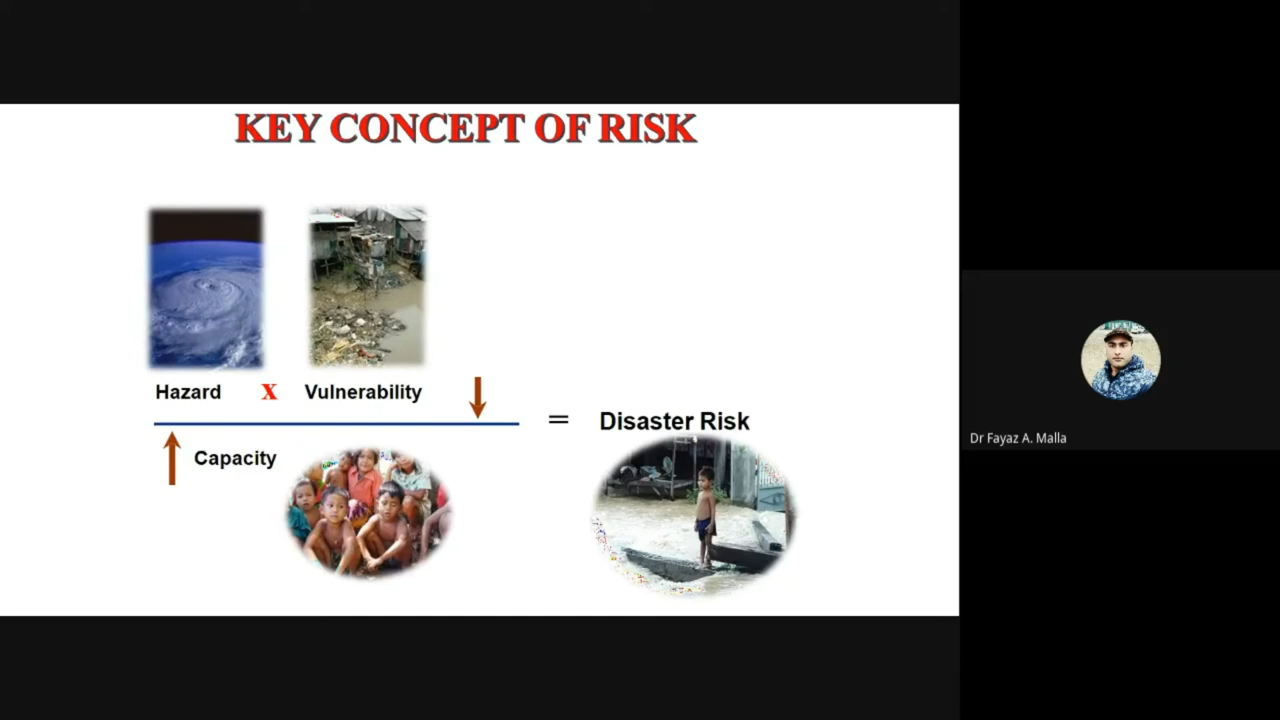 KEY CONCEPT OF RISK
Hazard X Vulnerability
= Disaster Risk
Capacity
Dr Fayaz A. Malla